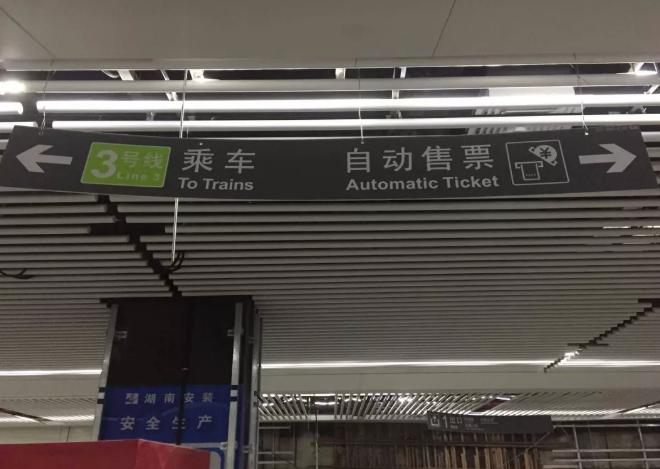 3号线 乘车 自动售票
Line 3 To Trains Automatic Ticket
湖南安装
安全生产
1出口